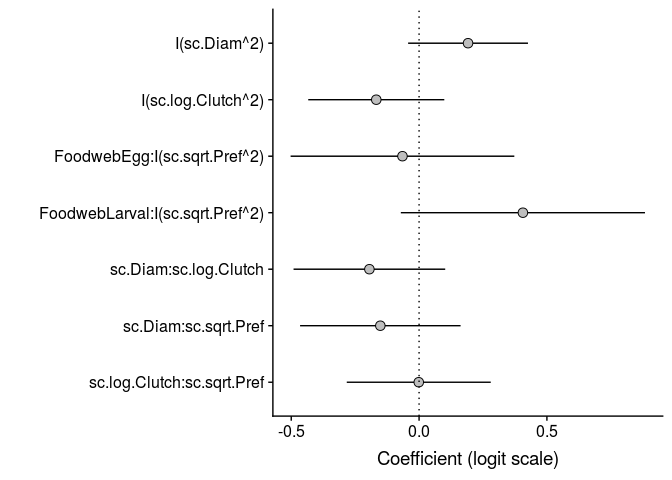 I(sc.Diam^2)
I(sc.log.Clutch^2)
FoodwebEgg:I(sc.sqrt.Pref^2)
FoodwebLarval:I(sc.sqrt.Pref^2)
sc.Diam:sc.log.Clutch
sc.Diam:sc.sqrt.Pref
sc.log.Clutch:sc.sqrt.Pref
-0.5 0.0 0.5
Coefficient (logit scale)